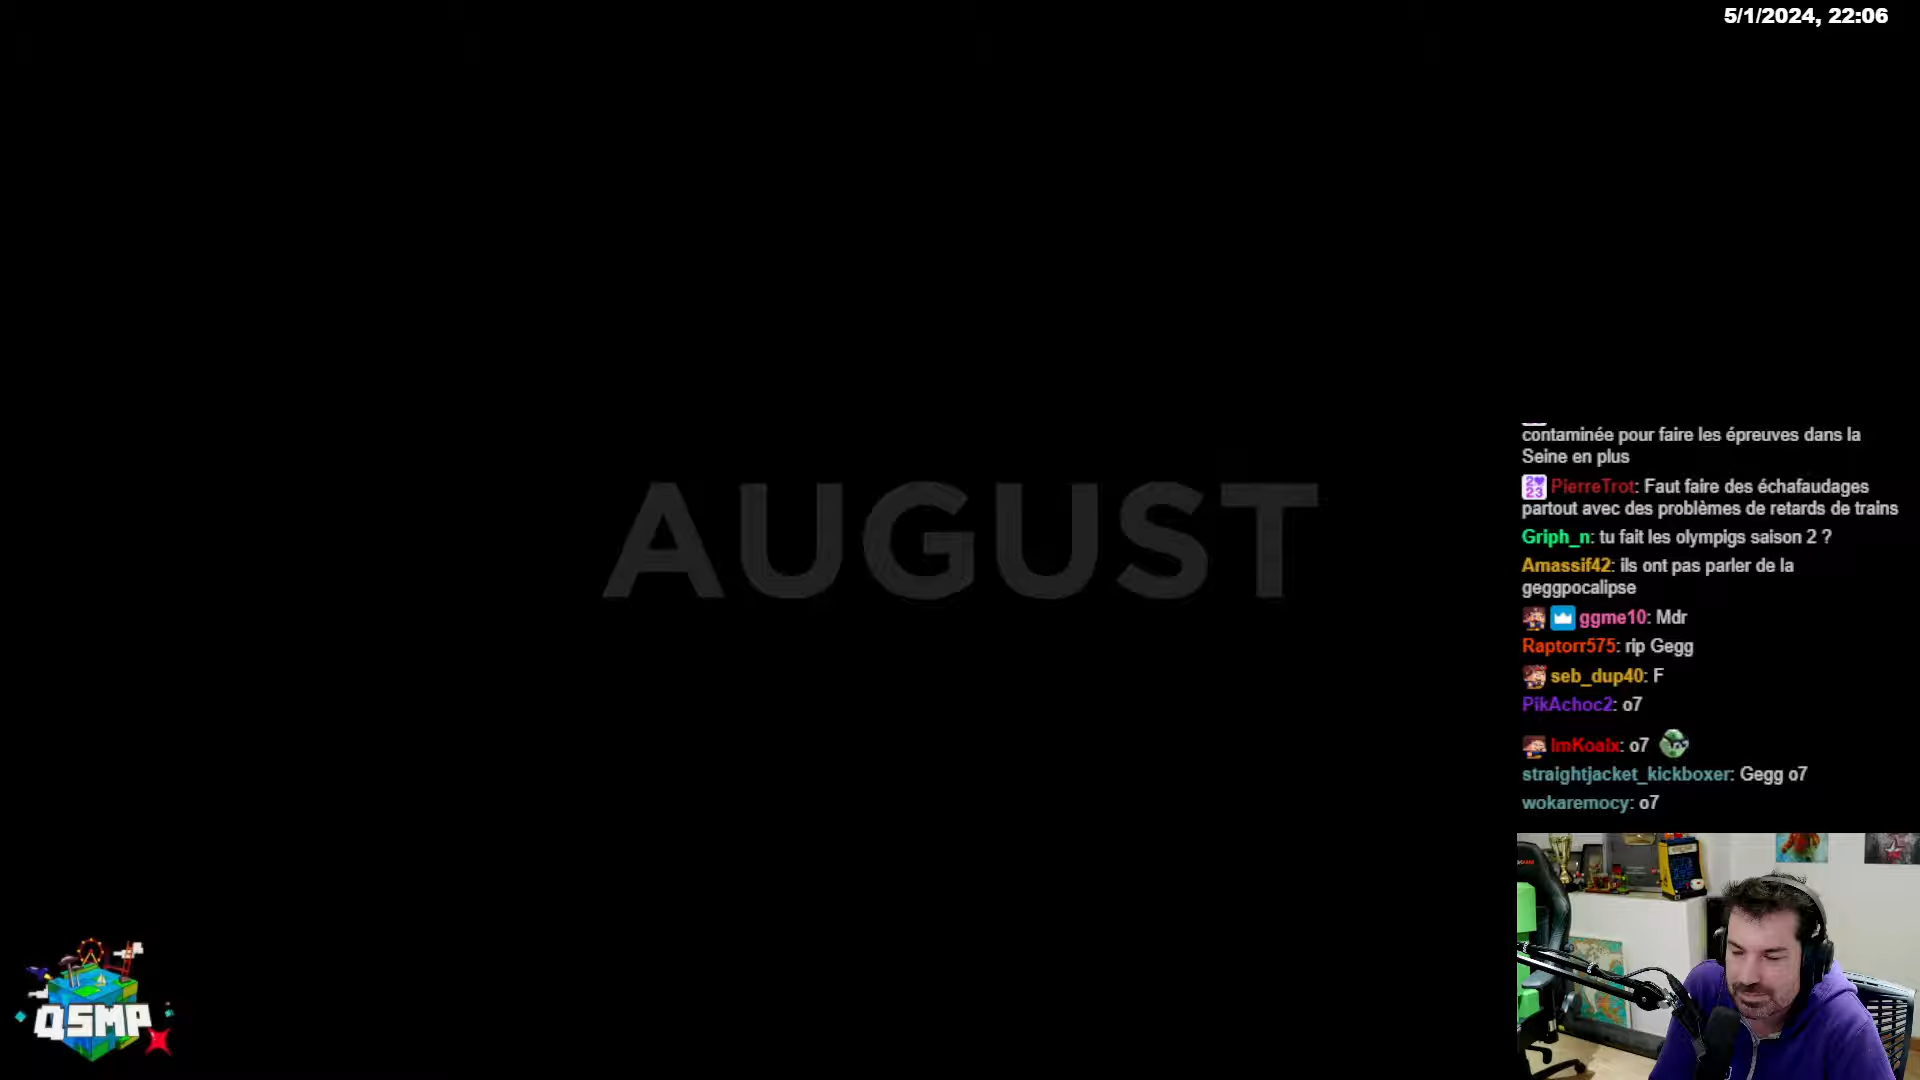 5/1/2024, 22:06
AUGUST
contaminée pour faire les épreuves dans la
Seine en plus
PierreTrot: Faut faire des échafaudages
partout avec des problèmes de retards de trains
Griph_n: tu fait les olympigs saison 2 ?
Amassif42: ils ont pas parler de la
geggpocalipse
ggme10: Mdr
Raptorr575: rip Gegg
seb_dup40: F
PikAchoc2: o7
ImKoalx: o7
straightjacket_kickboxer: Gegg o7
wokaremocy: o7
QSMP